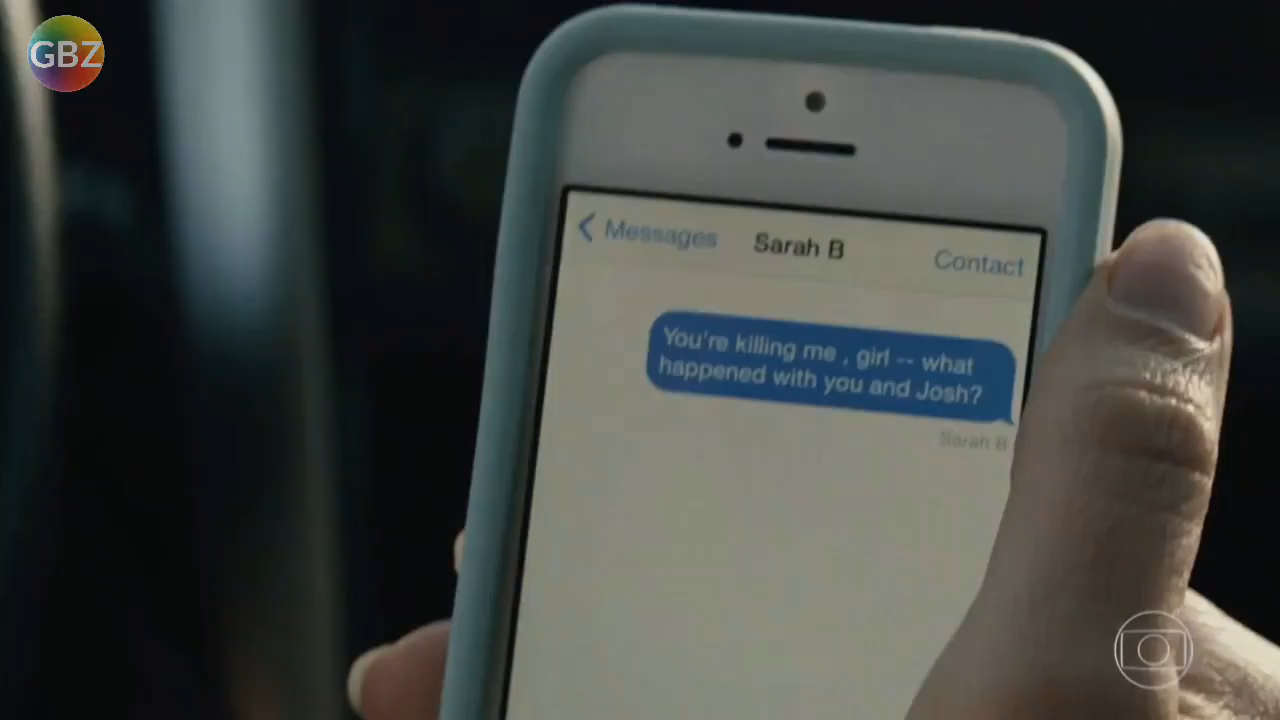 GBZ
Messages
Sarah B
Contact
You're killing me , girl -- what
happened with you and Josh?
Sarah B